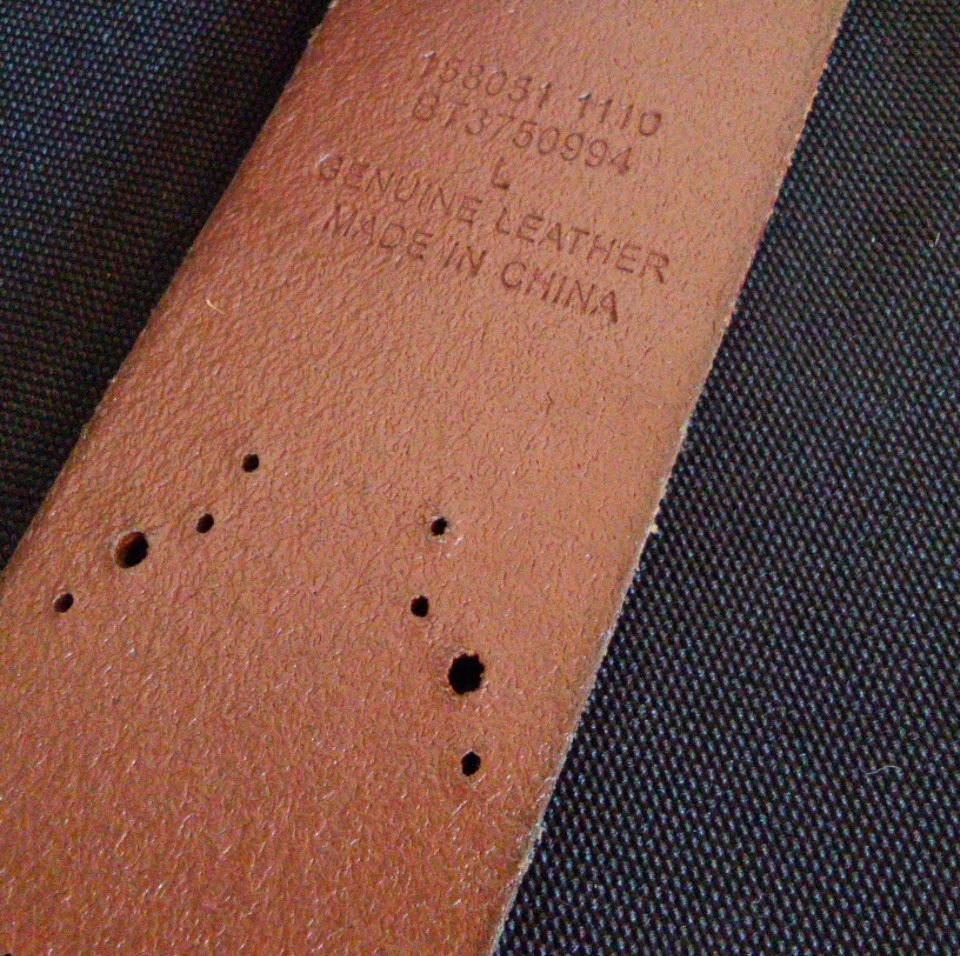 158031 1110
BT3750994
L
GENUINE LEATHER
MADE IN CHINA